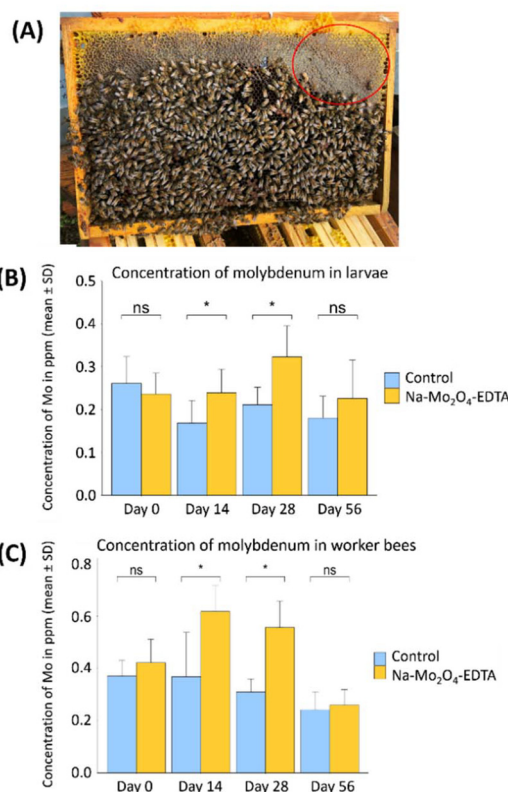 (A)
(B)
Concentration of molybdenum in larvae
Concentration of Mo in ppm (mean ± SD)
0.5
0.4
0.3
0.2
0.1
0.0
ns
*
*
ns
Control
Na-Mo₂O₄-EDTA
Day 0
Day 14
Day 28
Day 56
(C)
Concentration of molybdenum in worker bees
Concentration of Mo in ppm (mean ± SD)
0.8
0.6
0.4
0.2
0.0
ns
*
*
ns
Control
Na-Mo₂O₄-EDTA
Day 0
Day 14
Day 28
Day 56